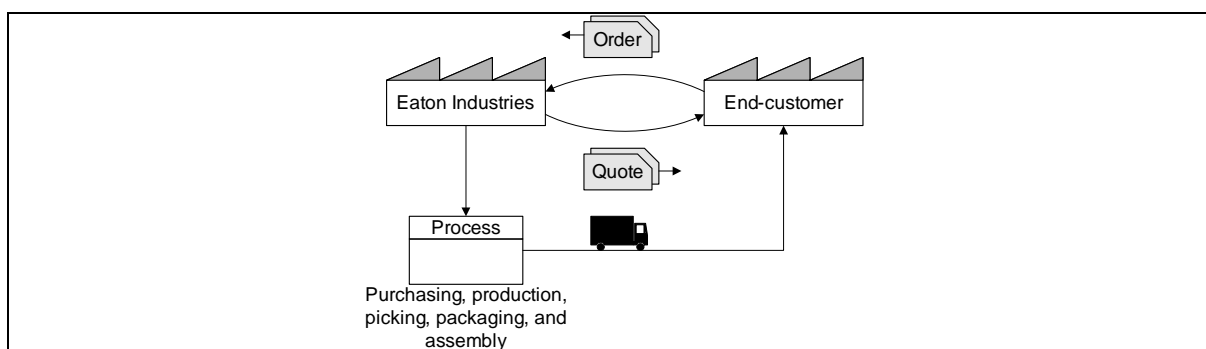 Order
Eaton Industries
End-customer
Quote
Process
Purchasing, production,
picking, packaging, and
assembly